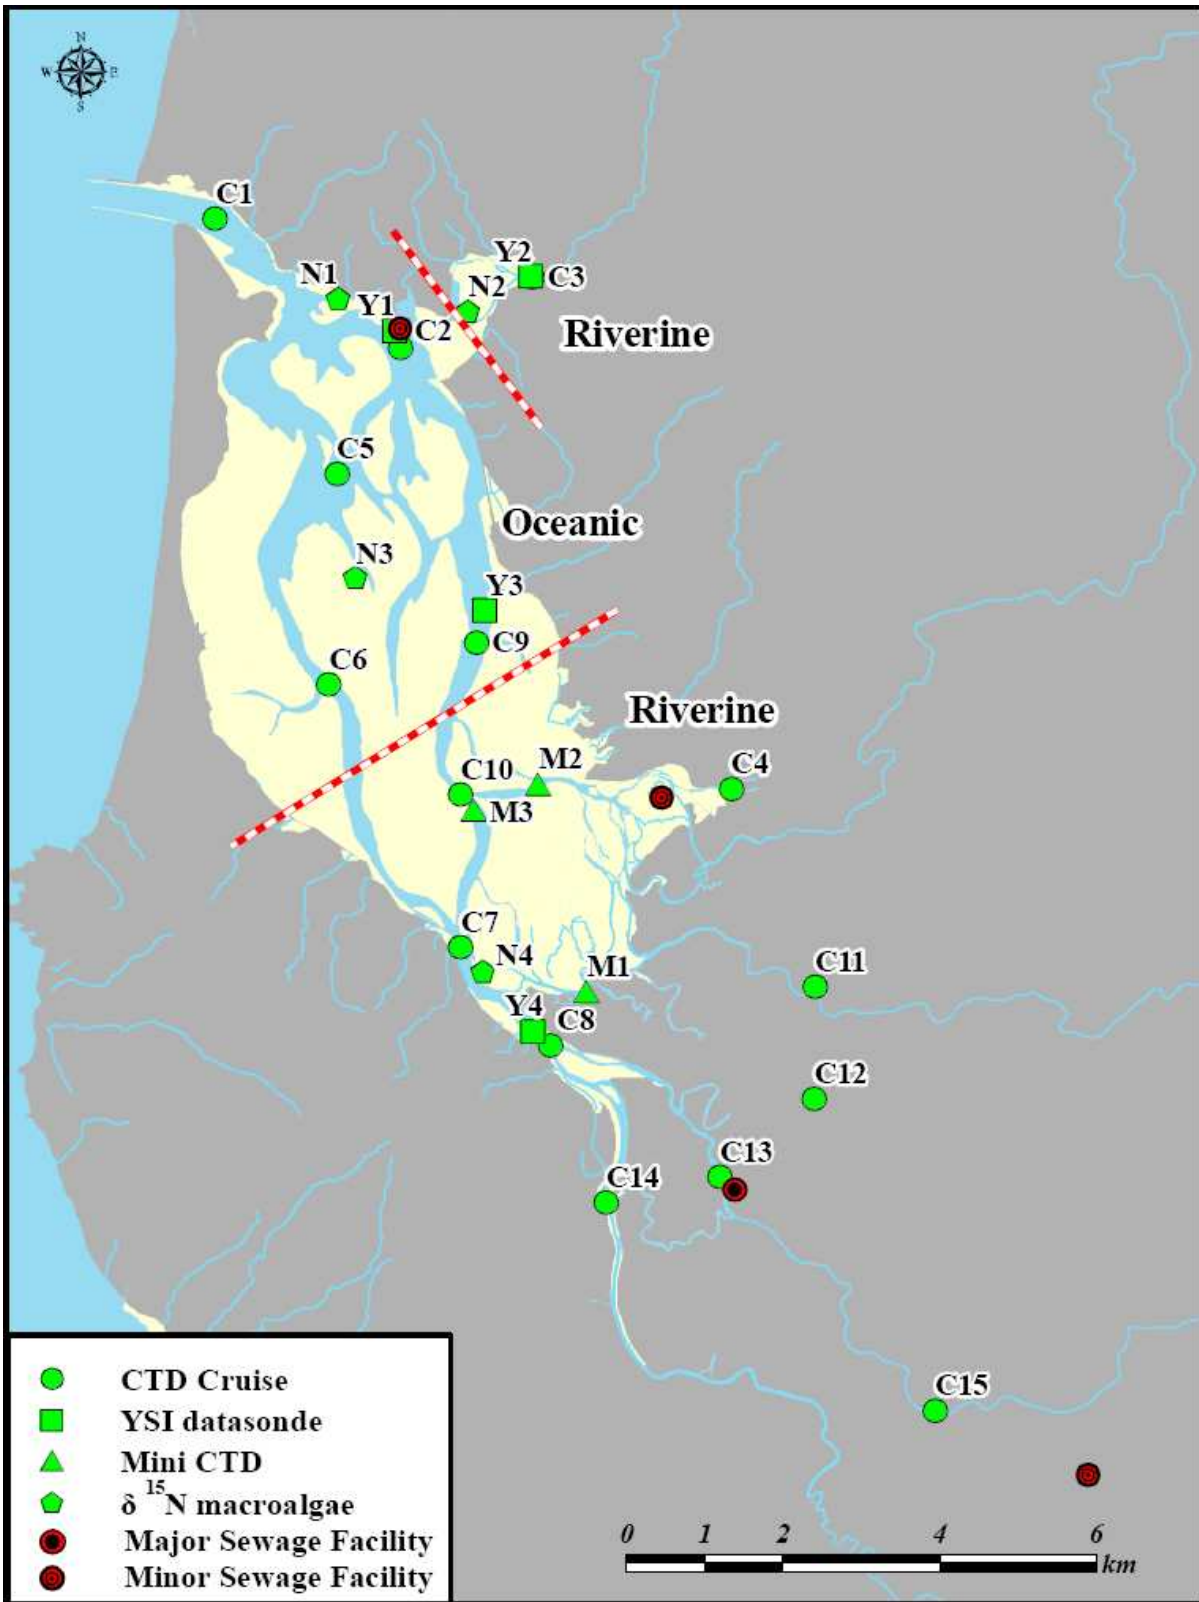 N
W E
S
C1
Y2
C3
N1
N2
Y1
C2
Riverine
C5
Oceanic
N3
Y3
C9
C6
Riverine
C4
M2
C10
M3
C7
N4
M1
C11
Y4
C8
C12
C13
C14
C15
CTD Cruise
YSI datasonde
Mini CTD
δ ¹⁵N macroalgae
Major Sewage Facility
Minor Sewage Facility
0 1 2 4 6
km